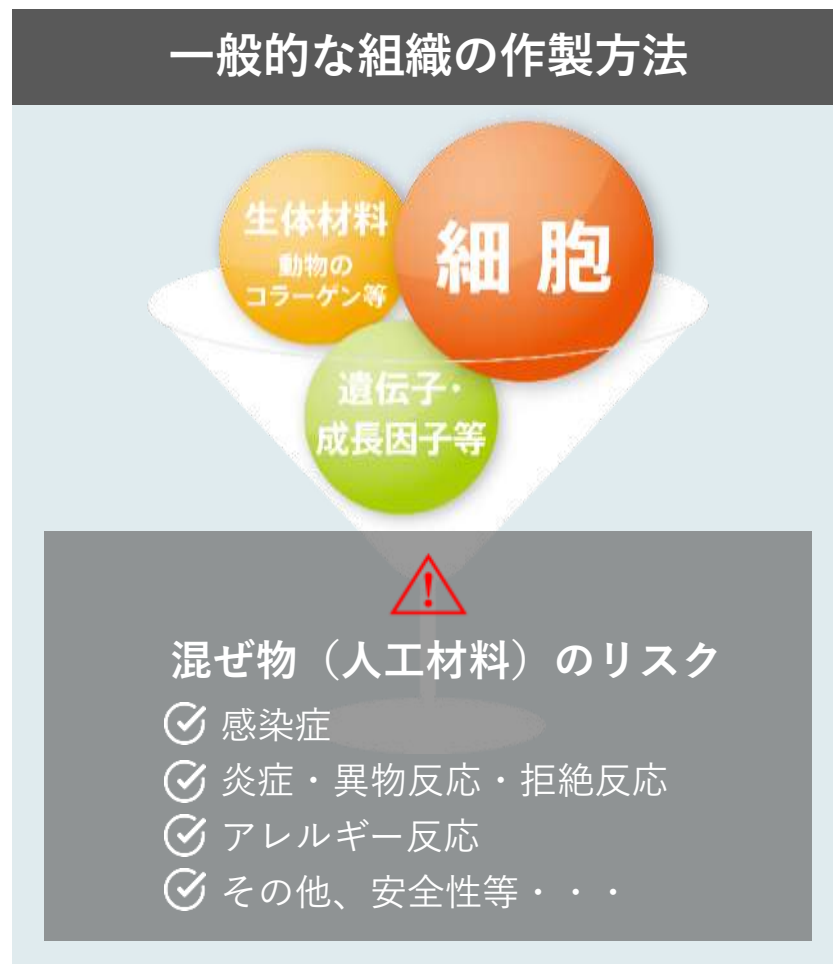 一般的な組織の作製方法
生体材料
動物の
コラーゲン等
細胞
遺伝子・
成長因子等
混ぜ物（人工材料）のリスク
感染症
炎症・異物反応・拒絶反応
アレルギー反応
その他、安全性等・・・